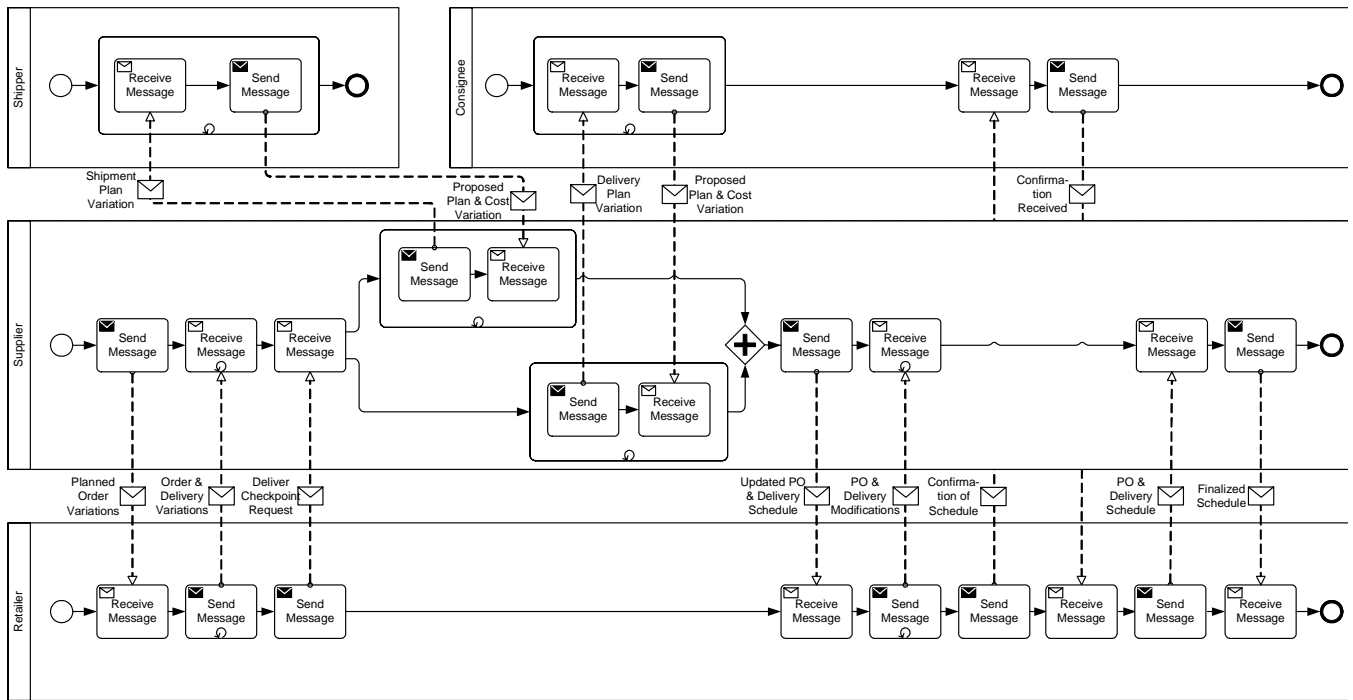 Shipper
Receive
Message
Send
Message
Consignee
Receive
Message
Send
Message
Receive
Message
Send
Message
Shipment
Plan
Variation
Proposed
Plan & Cost
Variation
Delivery
Plan
Variation
Proposed
Plan & Cost
Variation
Confirma-
tion
Received
Supplier
Send
Message
Receive
Message
Send
Message
Receive
Message
Receive
Message
Send
Message
Receive
Message
Send
Message
Receive
Message
Receive
Message
Send
Message
Planned
Order
Variations
Order &
Delivery
Variations
Deliver
Checkpoint
Request
Updated PO
& Delivery
Schedule
PO &
Delivery
Modifications
Confirma-
tion of
Schedule
PO &
Delivery
Schedule
Finalized
Schedule
Retailer
Receive
Message
Send
Message
Send
Message
Receive
Message
Send
Message
Send
Message
Receive
Message
Send
Message
Receive
Message